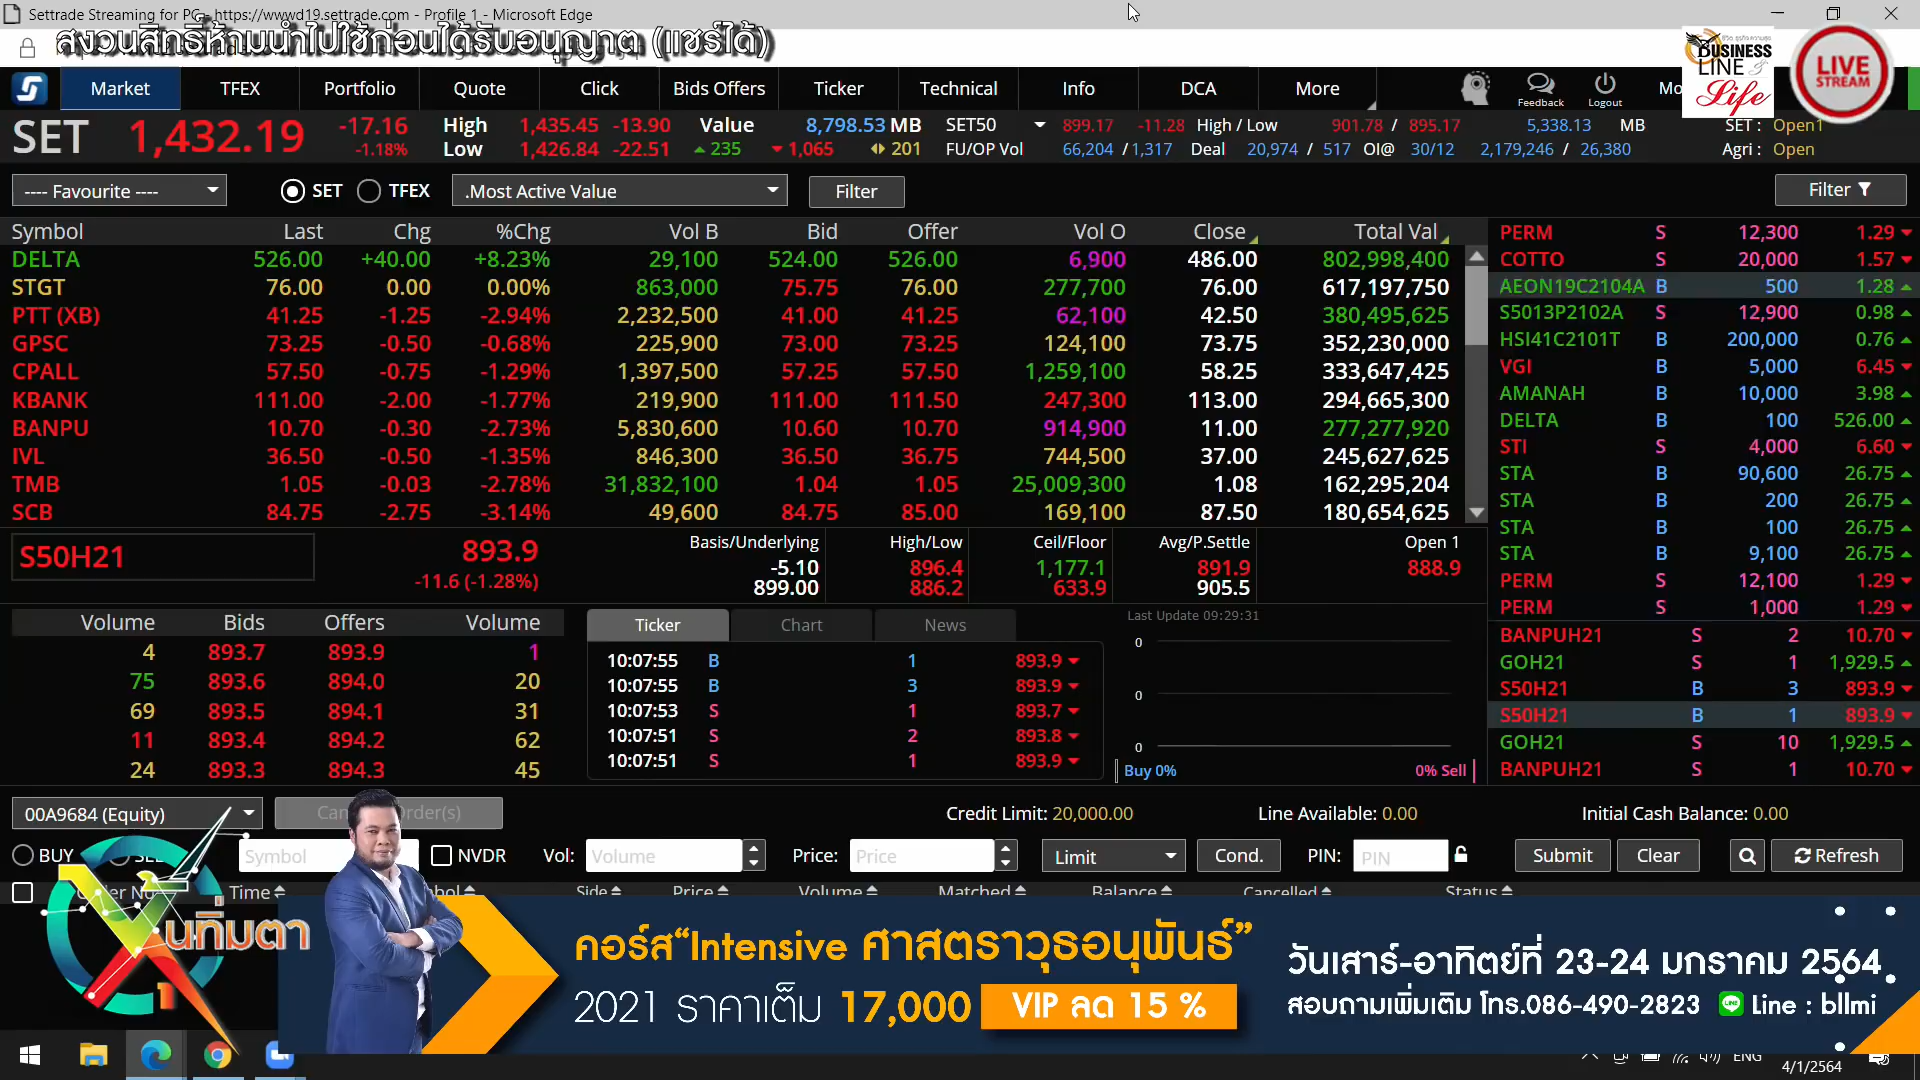 Settrade Streaming for PC - https://wwwd19.settrade.com - Profile 1 - Microsoft Edge
สงวนสิทธิ์ห้ามนำไปใช้ก่อนได้รับอนุญาต (แชร์ได้)
BUSINESS LINE & Life
LIVE STREAM
Market TFEX Portfolio Quote Click Bids Offers Ticker Technical Info DCA More Feedback Logout
SET 1,432.19 -17.16 -1.18%
High 1,435.45 -13.90 Value 8,798.53 MB SET50 899.17 -11.28 High / Low 901.78 / 895.17 5,338.13 MB SET : Open1
Low 1,426.84 -22.51 235 1,065 201 FU/OP Vol 66,204 / 1,317 Deal 20,974 / 517 OI@ 30/12 2,179,246 / 26,380 Agri : Open
---- Favourite ---- SET TFEX .Most Active Value Filter Filter
Symbol Last Chg %Chg Vol B Bid Offer Vol O Close Total Val
DELTA 526.00 +40.00 +8.23% 29,100 524.00 526.00 6,900 486.00 802,998,400
STGT 76.00 0.00 0.00% 863,000 75.75 76.00 277,700 76.00 617,197,750
PTT (XB) 41.25 -1.25 -2.94% 2,232,500 41.00 41.25 62,100 42.50 380,495,625
GPSC 73.25 -0.50 -0.68% 225,900 73.00 73.25 124,100 73.75 352,230,000
CPALL 57.50 -0.75 -1.29% 1,397,500 57.25 57.50 1,259,100 58.25 333,647,425
KBANK 111.00 -2.00 -1.77% 219,900 111.00 111.50 247,300 113.00 294,665,300
BANPU 10.70 -0.30 -2.73% 5,830,600 10.60 10.70 914,900 11.00 277,277,920
IVL 36.50 -0.50 -1.35% 846,300 36.50 36.75 744,500 37.00 245,627,625
TMB 1.05 -0.03 -2.78% 31,832,100 1.04 1.05 25,009,300 1.08 162,295,204
SCB 84.75 -2.75 -3.14% 49,600 84.75 85.00 169,100 87.50 180,654,625
PERM S 12,300 1.29
COTTO S 20,000 1.57
AEON19C2104A B 500 1.28
S5013P2102A S 12,900 0.98
HSI41C2101T B 200,000 0.76
VGI B 5,000 6.45
AMANAH B 10,000 3.98
DELTA B 100 526.00
STI S 4,000 6.60
STA B 90,600 26.75
STA B 200 26.75
STA B 100 26.75
STA B 9,100 26.75
PERM S 12,100 1.29
PERM S 1,000 1.29
BANPUH21 S 2 10.70
GOH21 S 1 1,929.5
S50H21 B 3 893.9
S50H21 B 1 893.9
GOH21 S 10 1,929.5
BANPUH21 S 1 10.70
S50H21 893.9 -11.6 (-1.28%)
Basis/Underlying High/Low Ceil/Floor Avg/P.Settle Open 1
-5.10 896.4 1,177.1 891.9 888.9
899.00 886.2 633.9 905.5
Volume Bids Offers Volume
4 893.7 893.9 1
75 893.6 894.0 20
69 893.5 894.1 31
11 893.4 894.2 62
24 893.3 894.3 45
Ticker Chart News
10:07:55 B 1 893.9
10:07:55 B 3 893.9
10:07:53 S 1 893.7
10:07:51 S 2 893.8
10:07:51 S 1 893.9
Last Update 09:29:31
0
0
0
Buy 0% 0% Sell
00A9684 (Equity) Credit Limit: 20,000.00 Line Available: 0.00 Initial Cash Balance: 0.00
BUY Symbol NVDR Vol: Volume Price: Price Limit Cond. PIN: PIN Submit Clear Refresh
Time Side Price Volume Matched Balance Cancelled Status
นทิมตา
คอร์ส“Intensive ศาสตราวุธอนุพันธ์”
2021 ราคาเต็ม 17,000 VIP ลด 15 %
วันเสาร์-อาทิตย์ที่ 23-24 มกราคม 2564
สอบถามเพิ่มเติม โทร.086-490-2823 Line : bllmi
ENG
4/1/2564